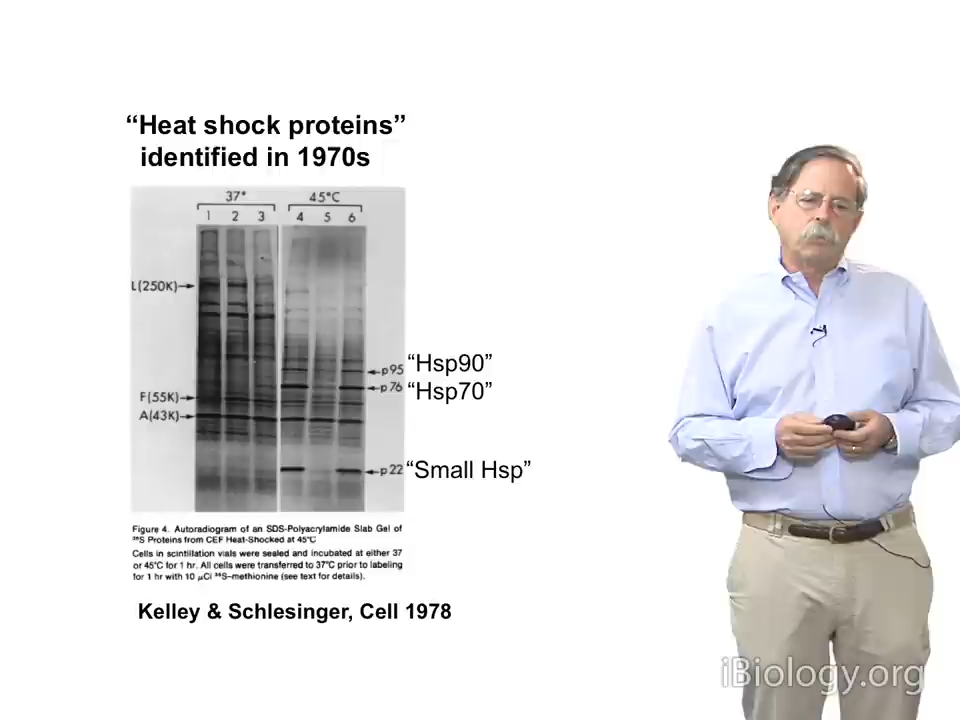 “Heat shock proteins”
identified in 1970s
37° 45°C
1 2 3 4 5 6
L(250K)
p95 “Hsp90”
p76 “Hsp70”
F(55K)
A(43K)
p22 “Small Hsp”
Figure 4. Autoradiogram of an SDS-Polyacrylamide Slab Gel of
³⁵S Proteins from CEF Heat-Shocked at 45°C
Cells in scintillation vials were sealed and incubated at either 37
or 45°C for 1 hr. All cells were transferred to 37°C prior to labeling
for 1 hr with 10 μCi ³⁵S-methionine (see text for details).
Kelley & Schlesinger, Cell 1978
iBiology.org